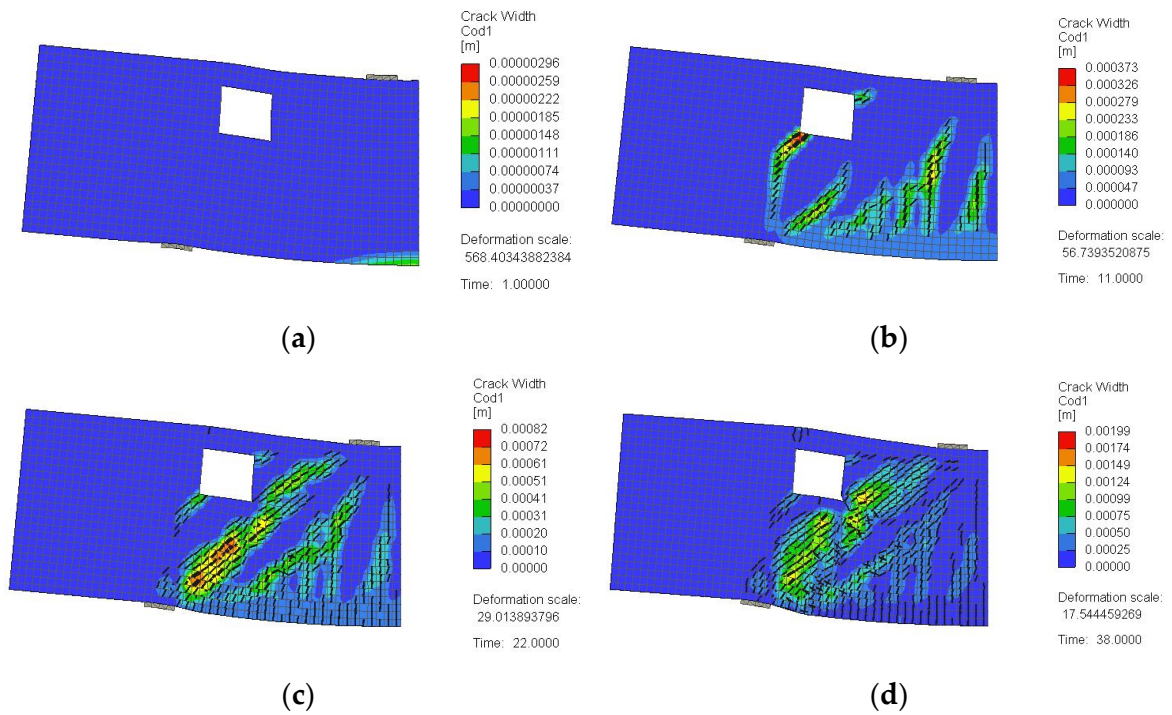 Crack Width
Cod1
[m]
0.00000296
0.00000259
0.00000222
0.00000185
0.00000148
0.00000111
0.00000074
0.00000037
0.00000000
Deformation scale:
568.40343882384
Time: 1.00000
(a)
Crack Width
Cod1
[m]
0.000373
0.000326
0.000279
0.000233
0.000186
0.000140
0.000093
0.000047
0.000000
Deformation scale:
56.7393520875
Time: 11.0000
(b)
Crack Width
Cod1
[m]
0.00082
0.00072
0.00061
0.00051
0.00041
0.00031
0.00020
0.00010
0.00000
Deformation scale:
29.013893796
Time: 22.0000
(c)
Crack Width
Cod1
[m]
0.00199
0.00174
0.00149
0.00124
0.00099
0.00075
0.00050
0.00025
0.00000
Deformation scale:
17.544459269
Time: 38.0000
(d)